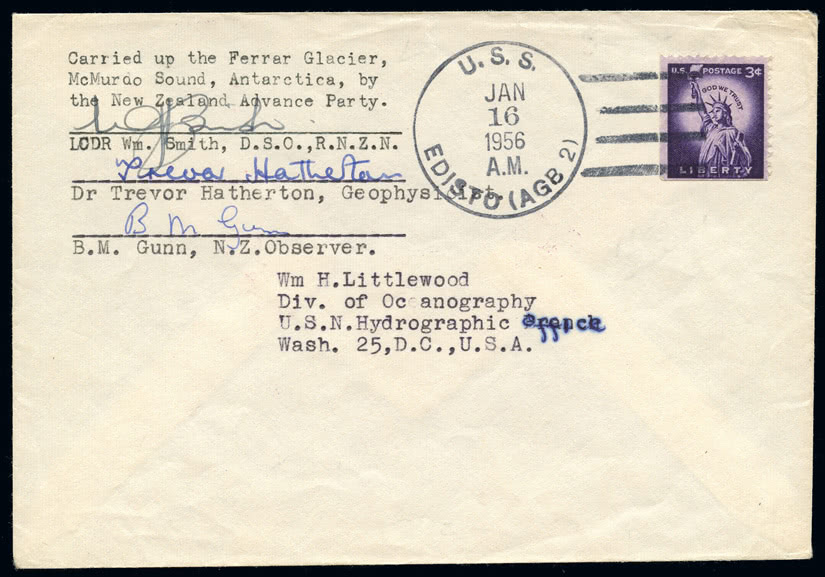 Carried up the Ferrar Glacier,
McMurdo Sound, Antarctica, by
the New Zealand Advance Party.
LCDR Wm. Smith, D.S.O.,R.N.Z.N.
Trevor Hatherton
Dr Trevor Hatherton, Geophysicist.
B M Gunn
B.M. Gunn, N.Z.Observer.
U.S.S.
JAN
16
1956
A.M.
EDISTO (AGB 2)
U.S. POSTAGE 3¢
IN GOD WE TRUST
LIBERTY
Wm H.Littlewood
Div. of Oceanography
U.S.N.Hydrographic Office
Wash. 25,D.C.,U.S.A.